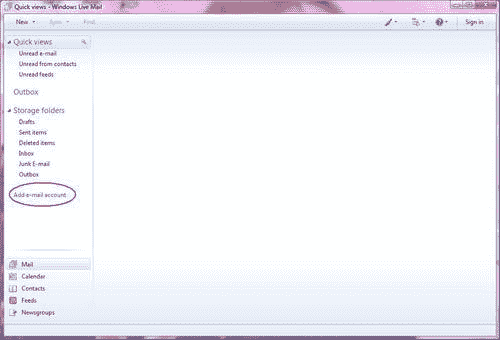 Quick views - Windows Live Mail
New Sync Find Sign in
Quick views
Unread e-mail
Unread from contacts
Unread feeds
Outbox
Storage folders
Drafts
Sent items
Deleted items
Inbox
Junk E-mail
Outbox
Add e-mail account
Mail
Calendar
Contacts
Feeds
Newsgroups